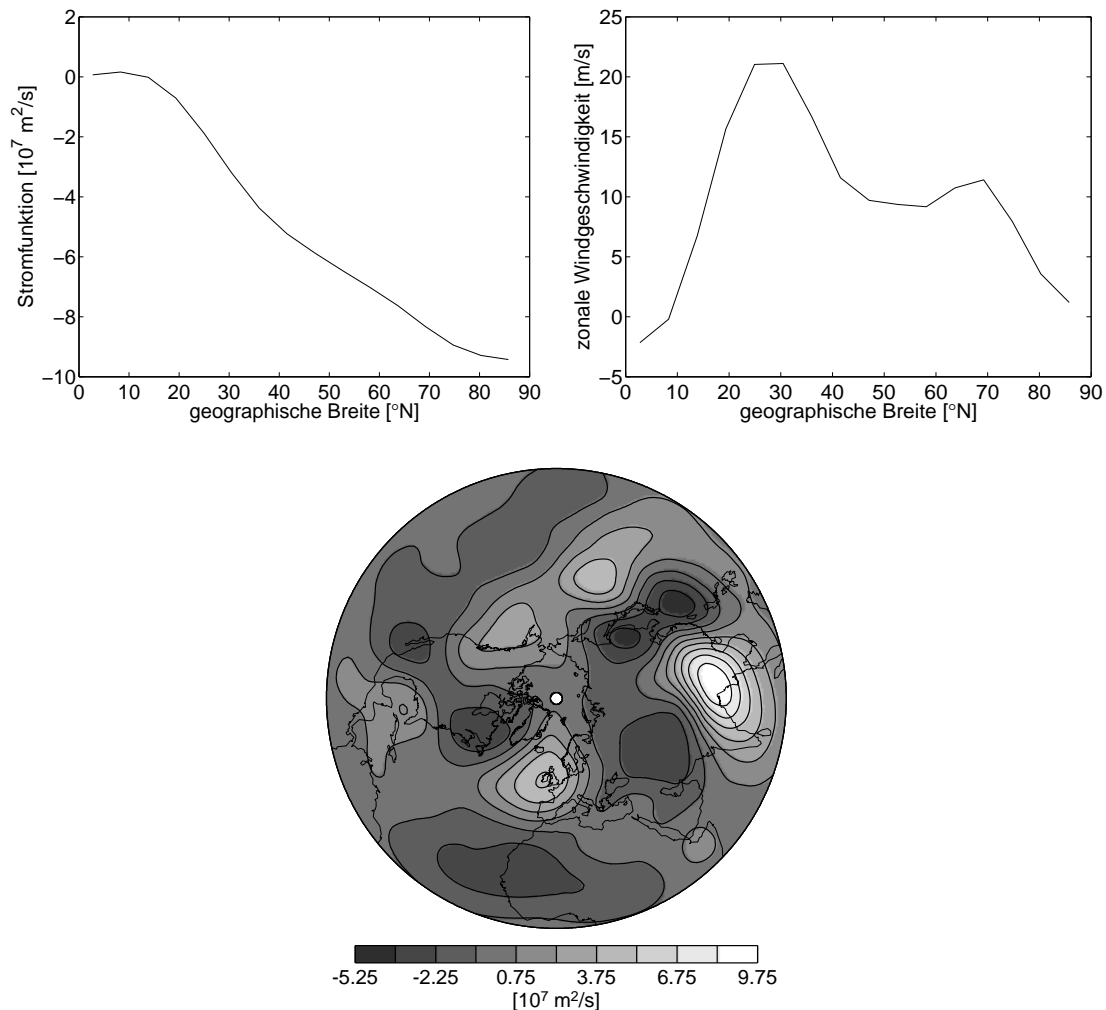 2
0
−2
−4
−6
−8
−10
0 10 20 30 40 50 60 70 80 90
geographische Breite [°N]
Stromfunktion [10⁷ m²/s]
25
20
15
10
5
0
−5
0 10 20 30 40 50 60 70 80 90
geographische Breite [°N]
zonale Windgeschwindigkeit [m/s]
-5.25 -2.25 0.75 3.75 6.75 9.75
[10⁷ m²/s]